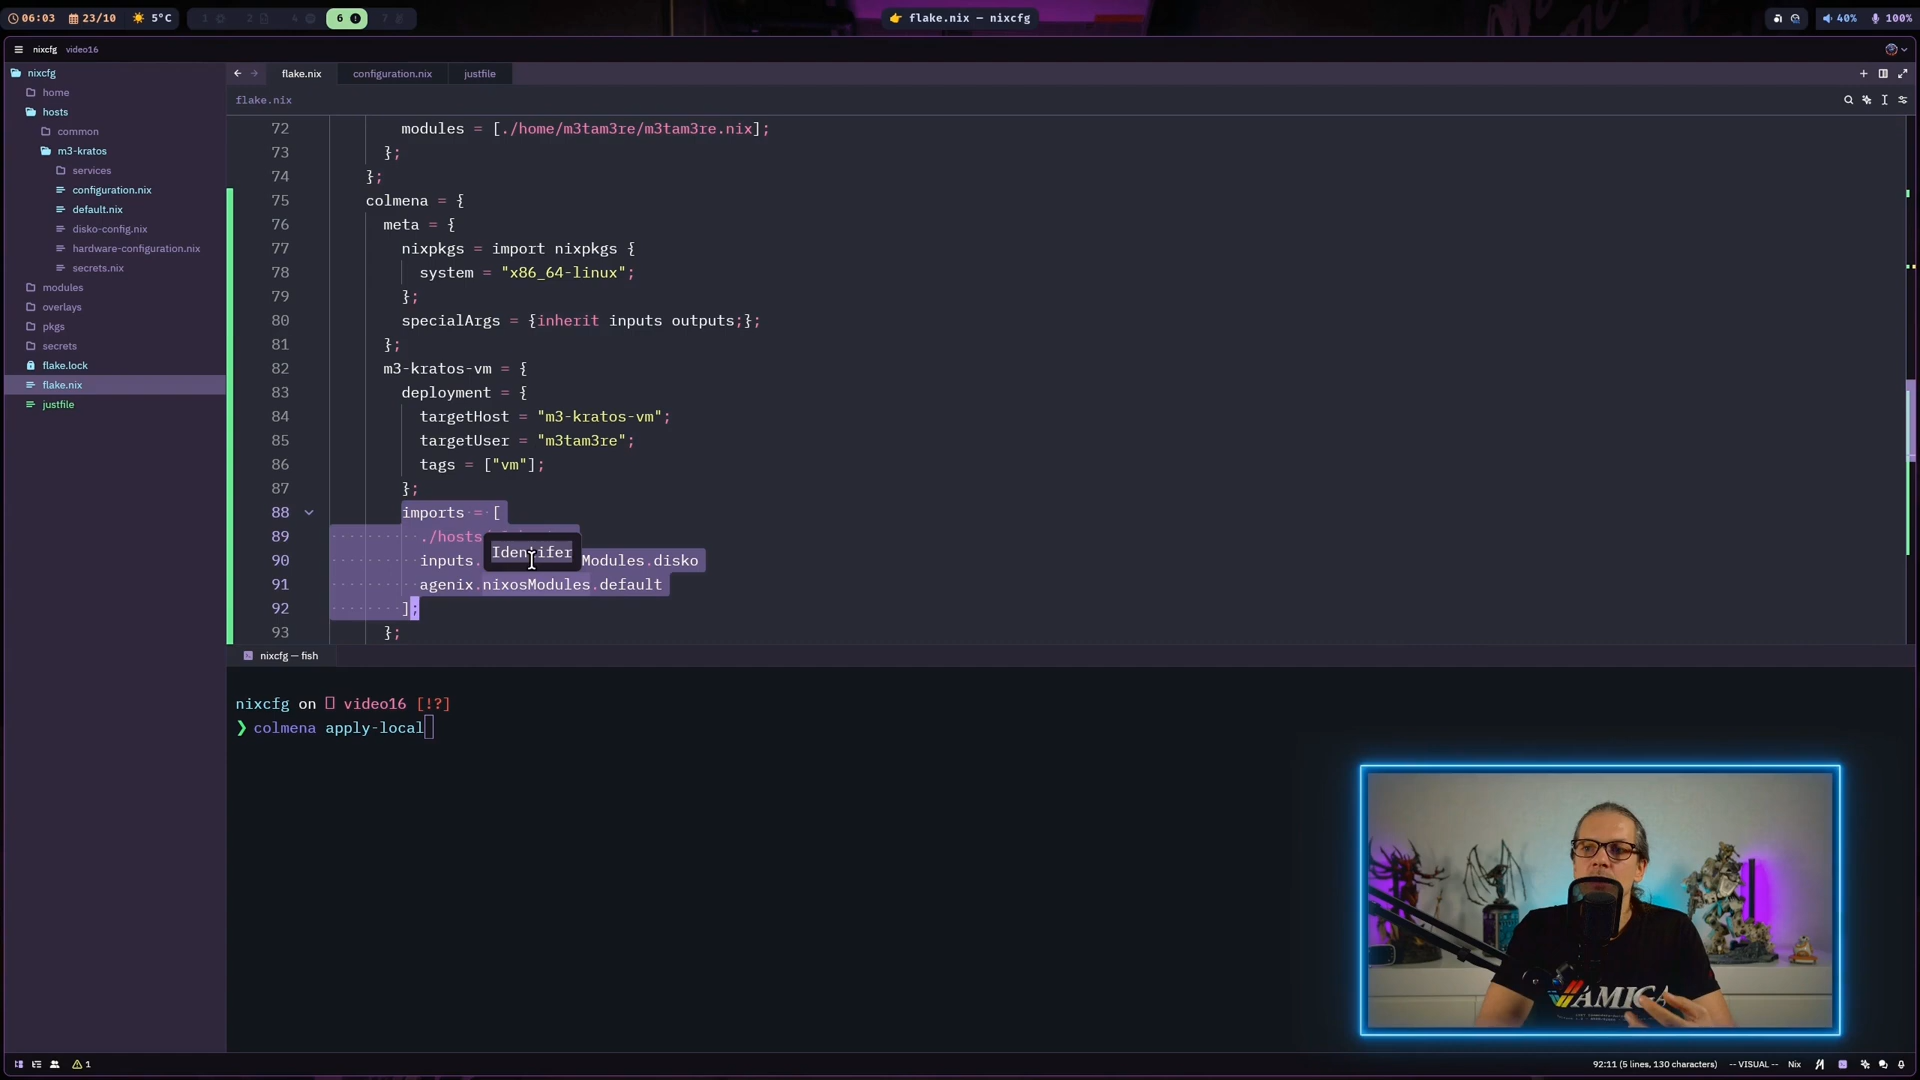 06:03 23/10 5°C 1 2 4 6 7
flake.nix — nixcfg
40% 100%
nixcfg video16
nixcfg
home
hosts
common
m3-kratos
services
configuration.nix
default.nix
disko-config.nix
hardware-configuration.nix
secrets.nix
modules
overlays
pkgs
secrets
flake.lock
flake.nix
justfile
flake.nix configuration.nix justfile
flake.nix
72 modules = [./home/m3tam3re/m3tam3re.nix];
73 };
74 };
75 colmena = {
76 meta = {
77 nixpkgs = import nixpkgs {
78 system = "x86_64-linux";
79 };
80 specialArgs = {inherit inputs outputs;};
81 };
82 m3-kratos-vm = {
83 deployment = {
84 targetHost = "m3-kratos-vm";
85 targetUser = "m3tam3re";
86 tags = ["vm"];
87 };
88 imports = [
89 ./hosts
Identifer
90 inputs. Modules.disko
91 agenix.nixosModules.default
92 ];
93 };
nixcfg — fish
nixcfg on video16 [!?]
❯ colmena apply-local
AMIGA
1 92:11 (5 lines, 130 characters) -- VISUAL -- Nix